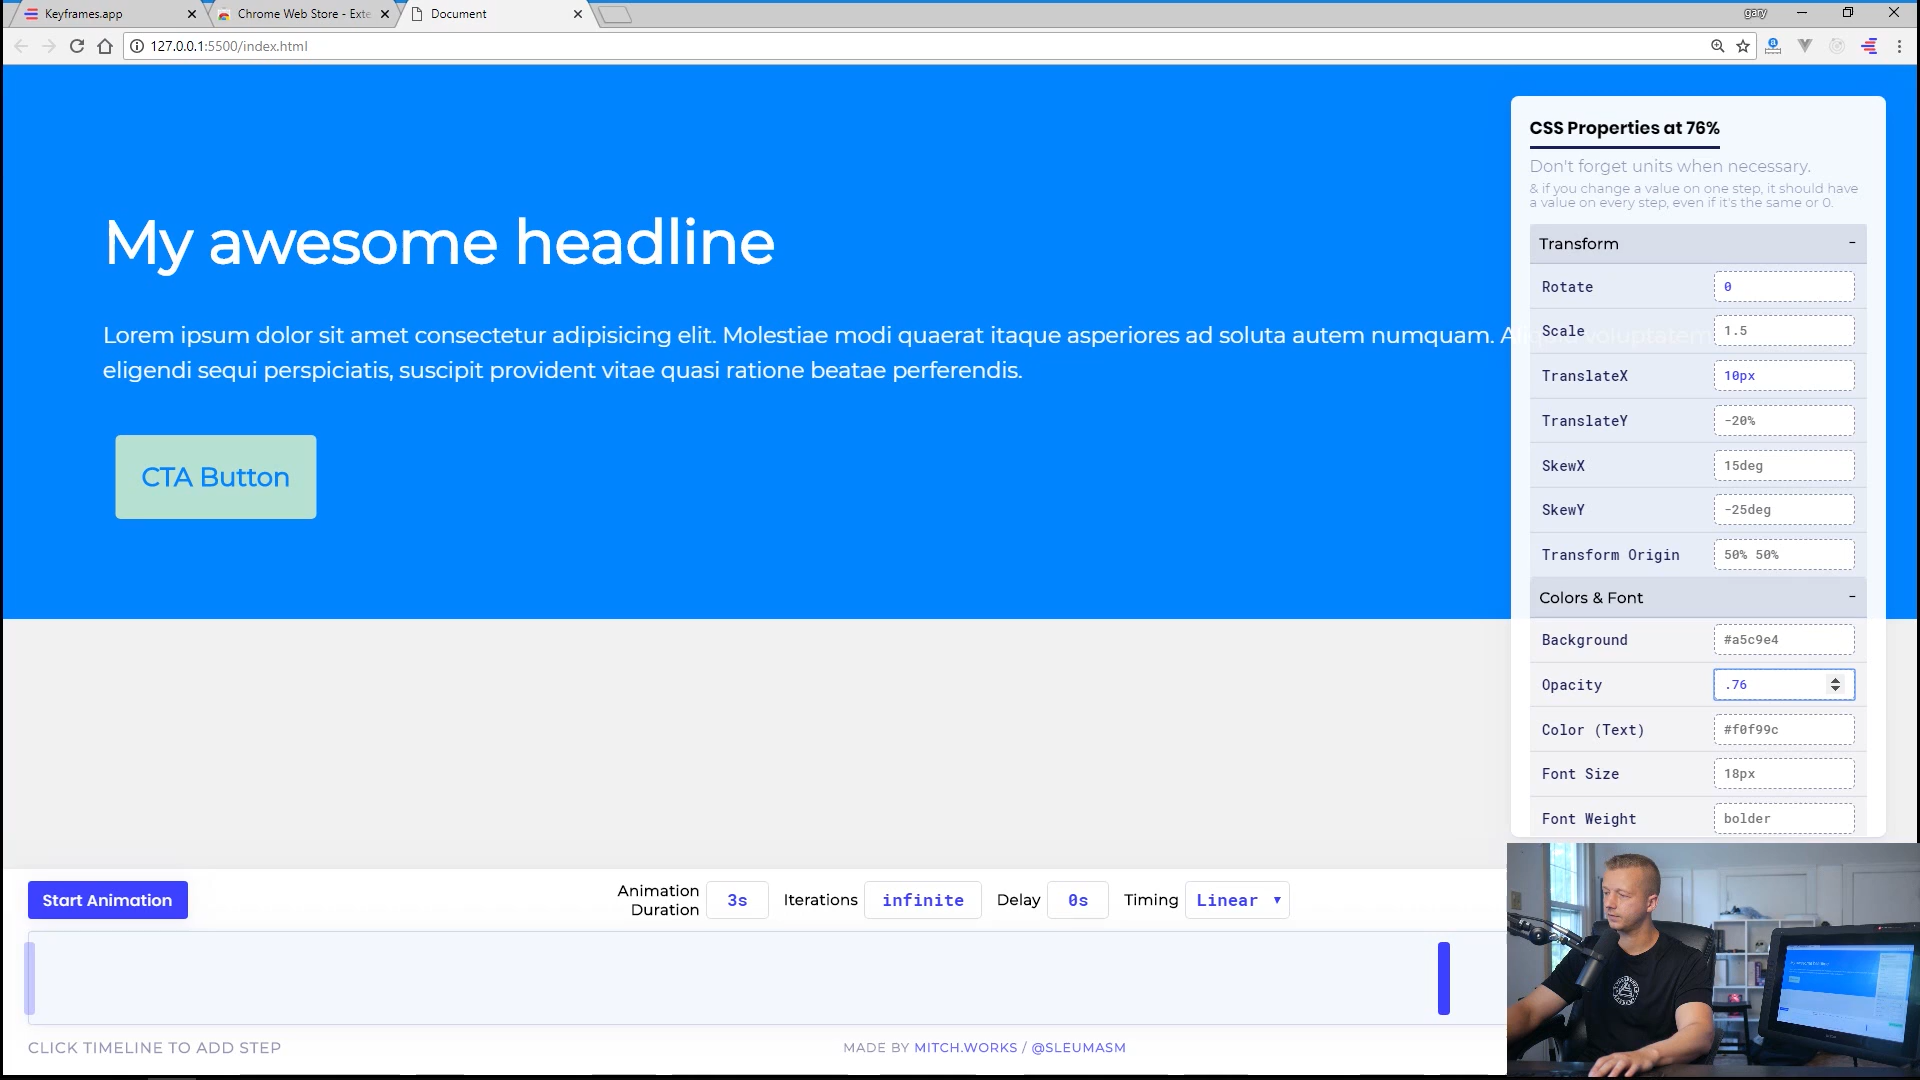 Keyframes.app
Chrome Web Store - Exte
Document
gary
127.0.0.1:5500/index.html
My awesome headline
Lorem ipsum dolor sit amet consectetur adipisicing elit. Molestiae modi quaerat itaque asperiores ad soluta autem numquam. Aliquid voluptatem
eligendi sequi perspiciatis, suscipit provident vitae quasi ratione beatae perferendis.
CTA Button
CSS Properties at 76%
Don't forget units when necessary.
& if you change a value on one step, it should have
a value on every step, even if it's the same or 0.
Transform -
Rotate 0
Scale 1.5
TranslateX 10px
TranslateY -20%
SkewX 15deg
SkewY -25deg
Transform Origin 50% 50%
Colors & Font -
Background #a5c9e4
Opacity .76
Color (Text) #f0f99c
Font Size 18px
Font Weight bolder
Start Animation
Animation
Duration 3s
Iterations infinite
Delay 0s
Timing Linear
CLICK TIMELINE TO ADD STEP
MADE BY MITCH.WORKS / @SLEUMASM